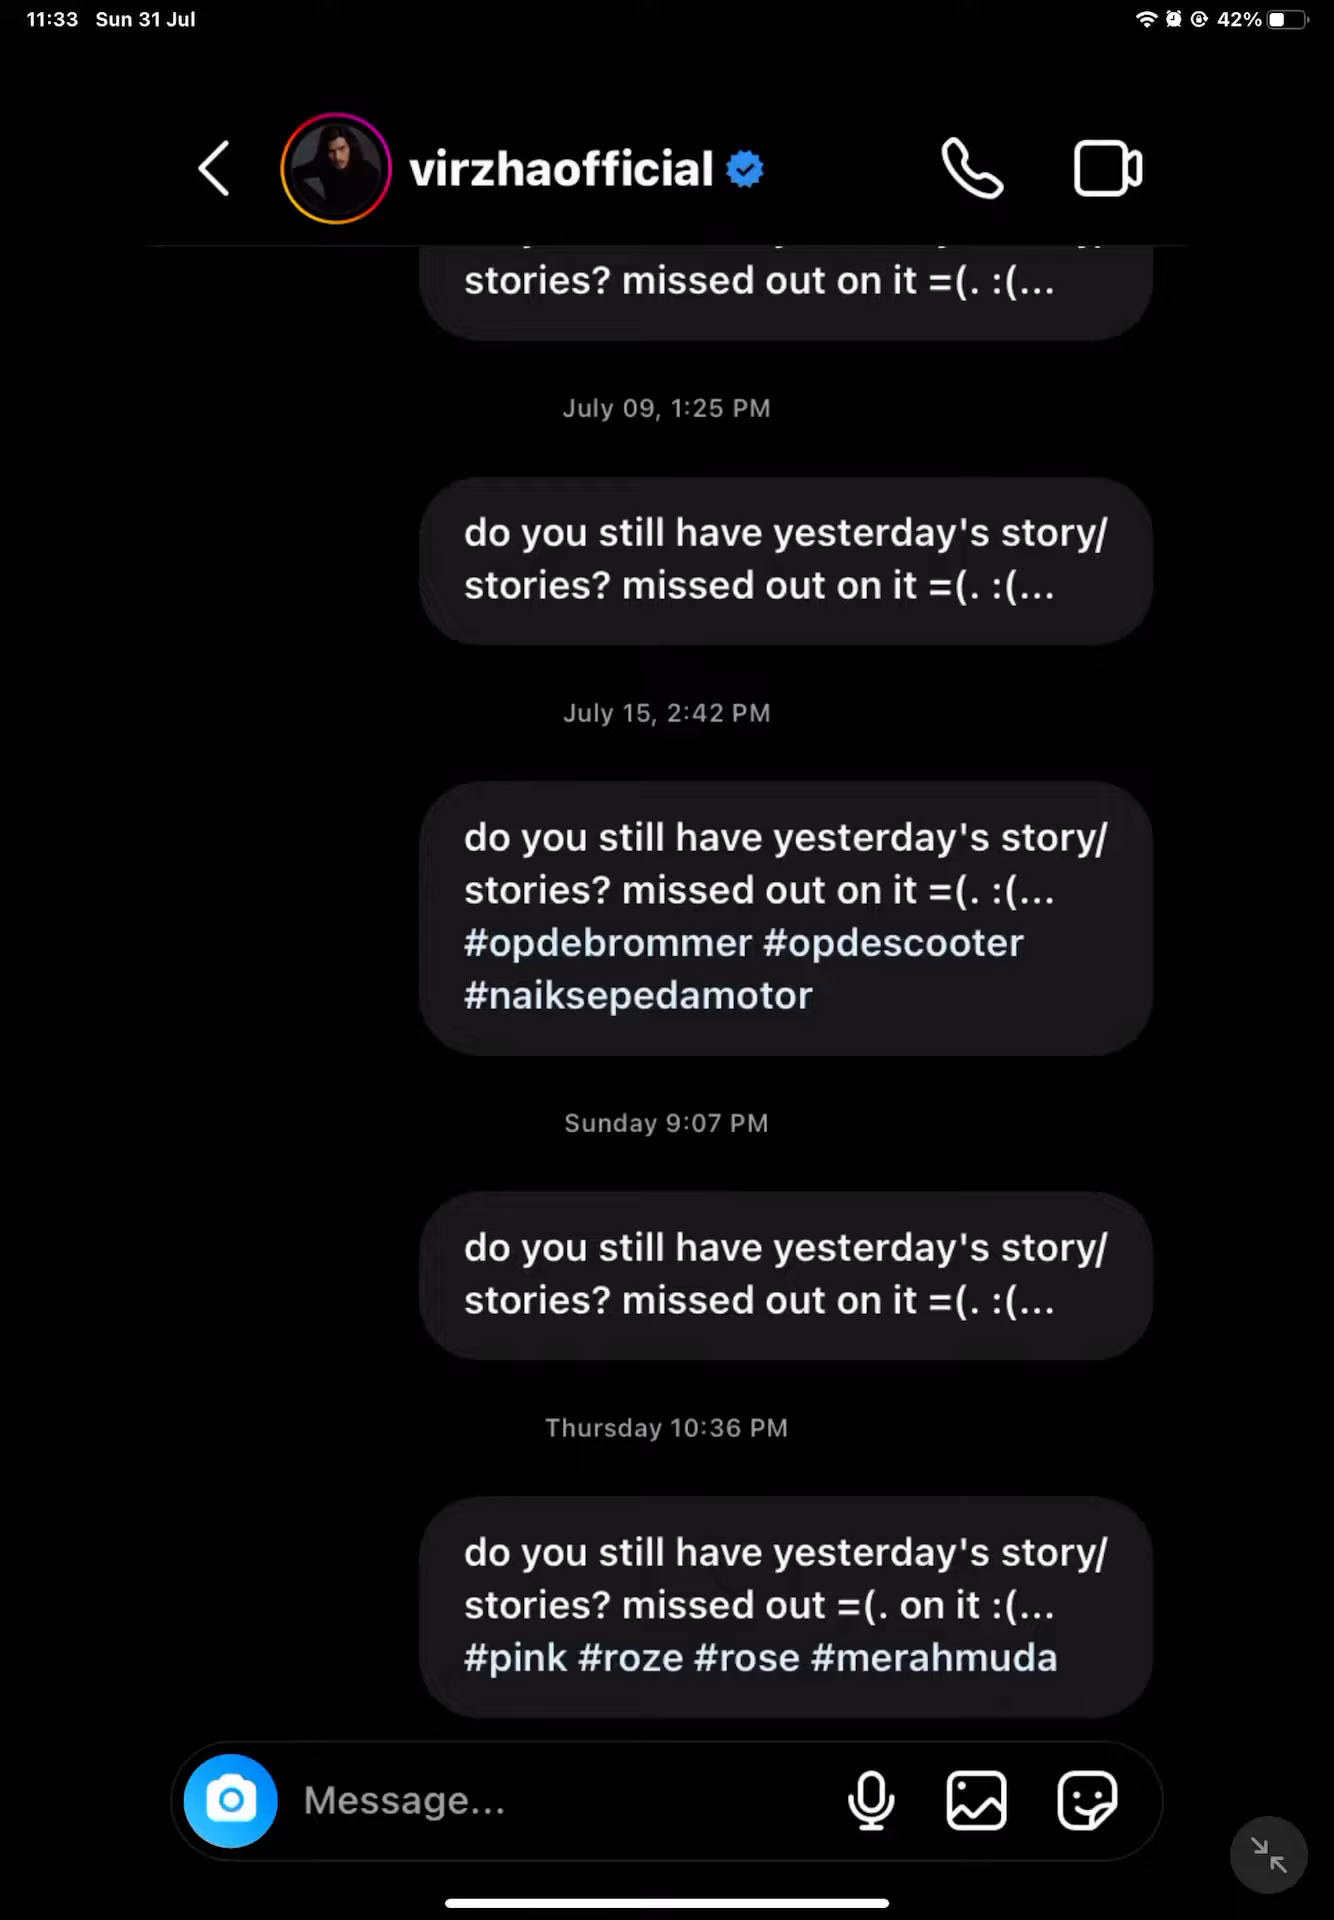 11:33 Sun 31 Jul 42%
virzhaofficial
stories? missed out on it =(. :(...
July 09, 1:25 PM
do you still have yesterday's story/
stories? missed out on it =(. :(...
July 15, 2:42 PM
do you still have yesterday's story/
stories? missed out on it =(. :(...
#opdebrommer #opdescooter
#naiksepedamotor
Sunday 9:07 PM
do you still have yesterday's story/
stories? missed out on it =(. :(...
Thursday 10:36 PM
do you still have yesterday's story/
stories? missed out =(. on it :(...
#pink #roze #rose #merahmuda
Message...